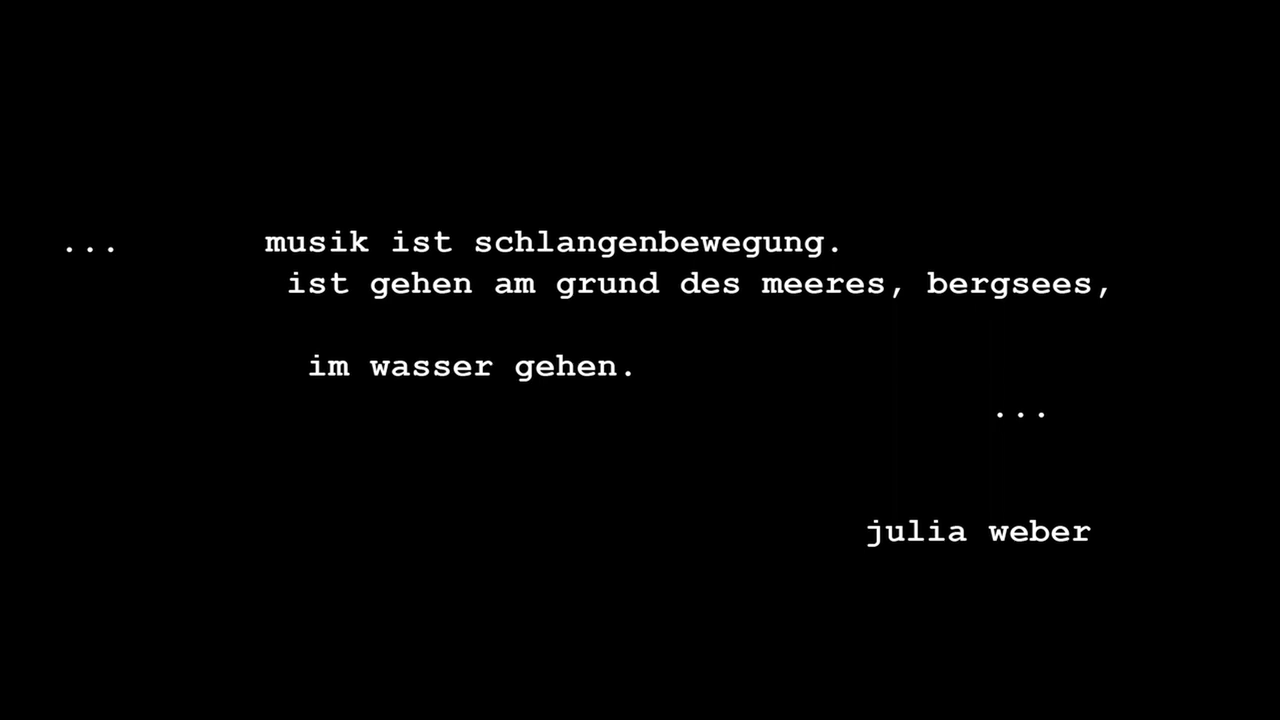 ... musik ist schlangenbewegung.
ist gehen am grund des meeres, bergsees,
im wasser gehen.
...
julia weber